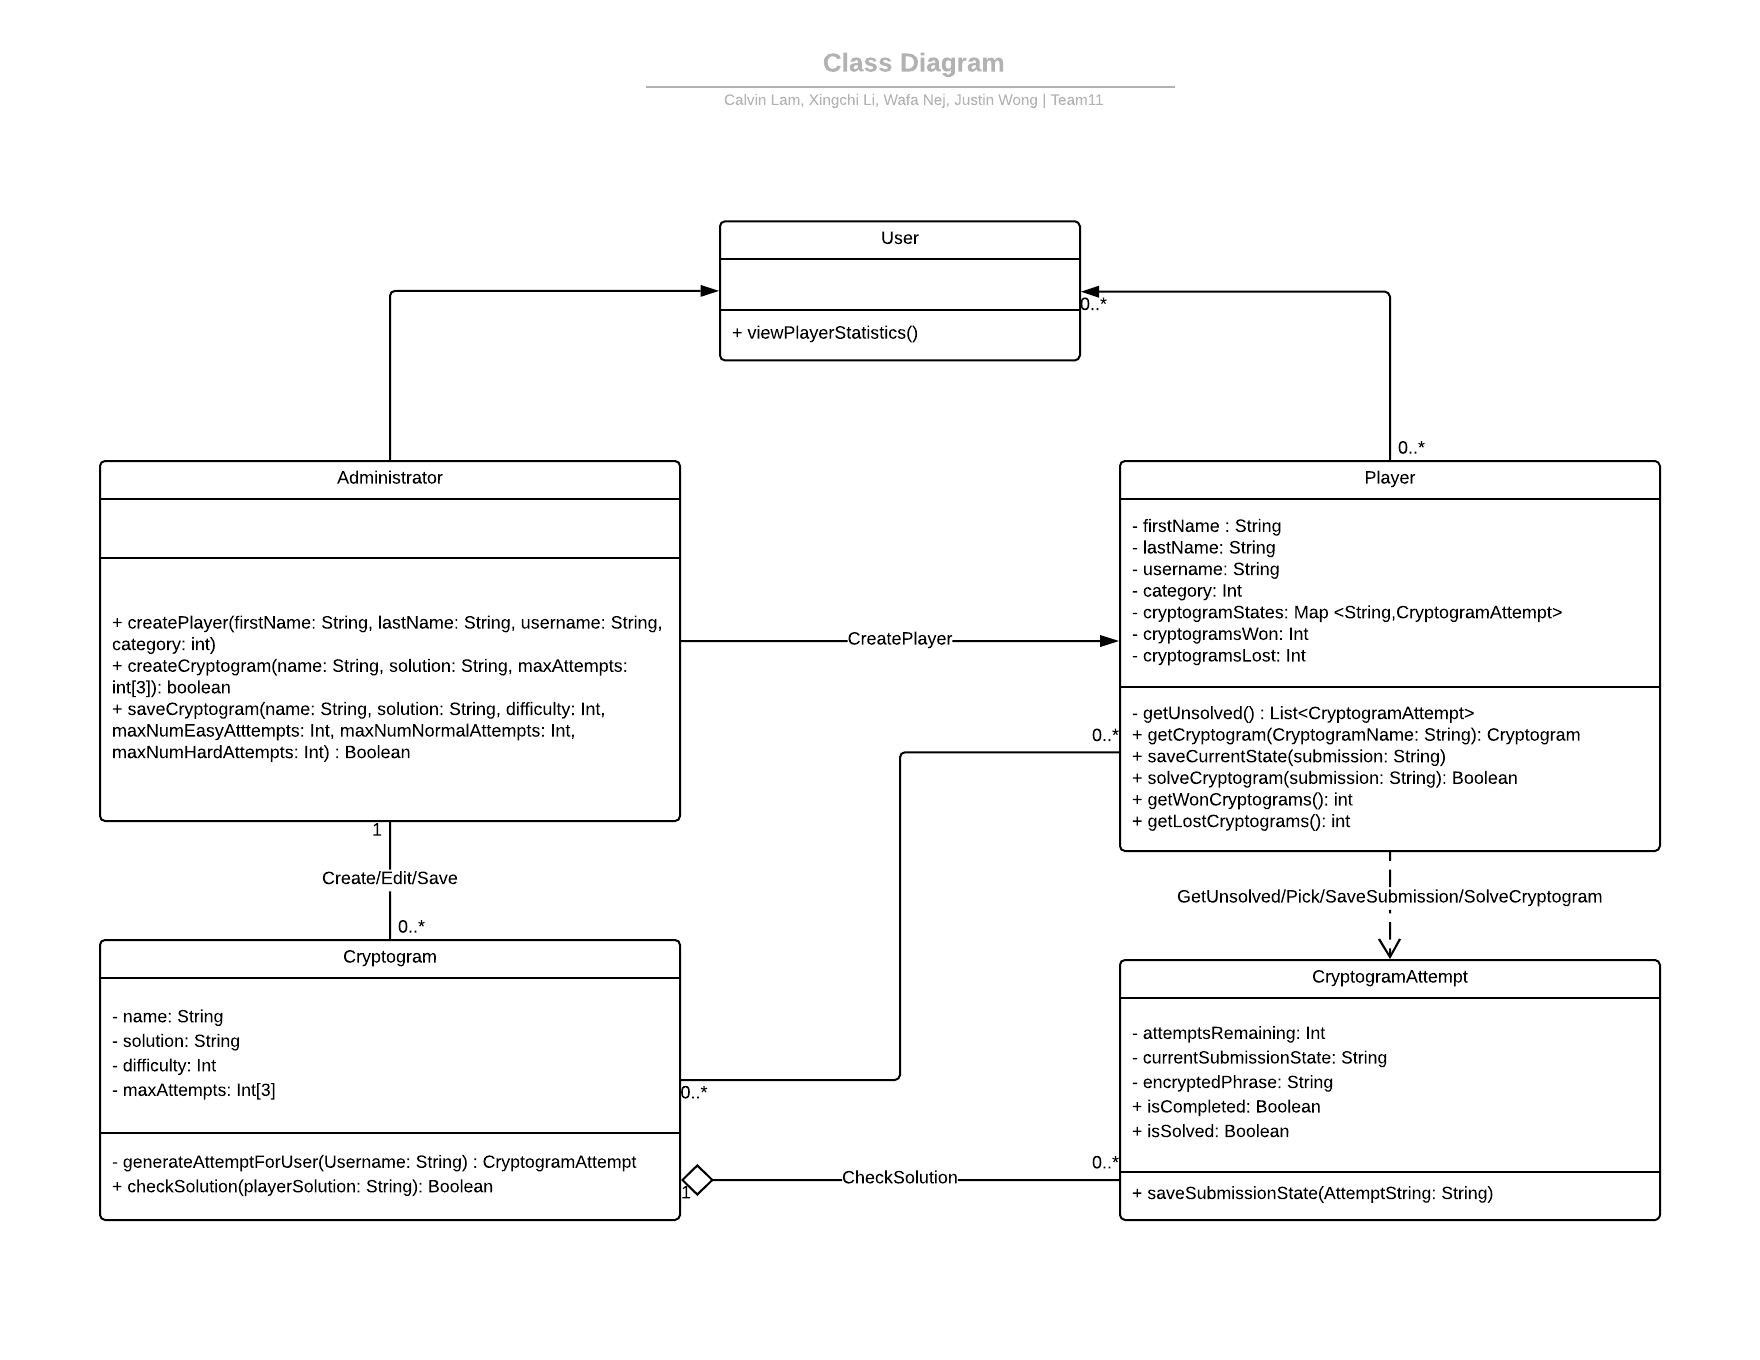 Class Diagram
Calvin Lam, Xingchi Li, Wafa Nej, Justin Wong | Team11
User
+ viewPlayerStatistics()
0..*
0..*
Administrator
+ createPlayer(firstName: String, lastName: String, username: String,
category: int)
+ createCryptogram(name: String, solution: String, maxAttempts:
int[3]): boolean
+ saveCryptogram(name: String, solution: String, difficulty: Int,
maxNumEasyAtttempts: Int, maxNumNormalAttempts: Int,
maxNumHardAttempts: Int) : Boolean
CreatePlayer
Player
- firstName : String
- lastName: String
- username: String
- category: Int
- cryptogramStates: Map <String,CryptogramAttempt>
- cryptogramsWon: Int
- cryptogramsLost: Int
- getUnsolved() : List<CryptogramAttempt>
+ getCryptogram(CryptogramName: String): Cryptogram
+ saveCurrentState(submission: String)
+ solveCryptogram(submission: String): Boolean
+ getWonCryptograms(): int
+ getLostCryptograms(): int
0..*
1
Create/Edit/Save
0..*
GetUnsolved/Pick/SaveSubmission/SolveCryptogram
Cryptogram
- name: String
- solution: String
- difficulty: Int
- maxAttempts: Int[3]
- generateAttemptForUser(Username: String) : CryptogramAttempt
+ checkSolution(playerSolution: String): Boolean
0..*
1
CheckSolution
0..*
CryptogramAttempt
- attemptsRemaining: Int
- currentSubmissionState: String
- encryptedPhrase: String
+ isCompleted: Boolean
+ isSolved: Boolean
+ saveSubmissionState(AttemptString: String)